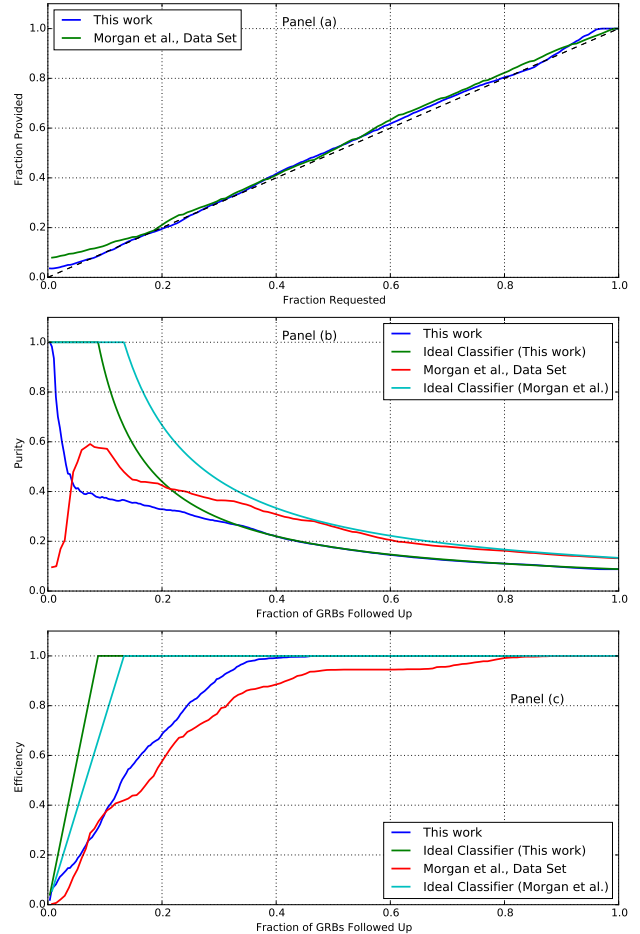 This work
Morgan et al., Data Set
Panel (a)
1.0
0.8
0.6
0.4
0.2
0.0
Fraction Provided
0.0 0.2 0.4 0.6 0.8 1.0
Fraction Requested
Panel (b)
This work
Ideal Classifier (This work)
Morgan et al., Data Set
Ideal Classifier (Morgan et al.)
1.0
0.8
0.6
0.4
0.2
0.0
Purity
0.0 0.2 0.4 0.6 0.8 1.0
Fraction of GRBs Followed Up
1.0
0.8
0.6
0.4
0.2
0.0
Efficiency
Panel (c)
This work
Ideal Classifier (This work)
Morgan et al., Data Set
Ideal Classifier (Morgan et al.)
0.0 0.2 0.4 0.6 0.8 1.0
Fraction of GRBs Followed Up